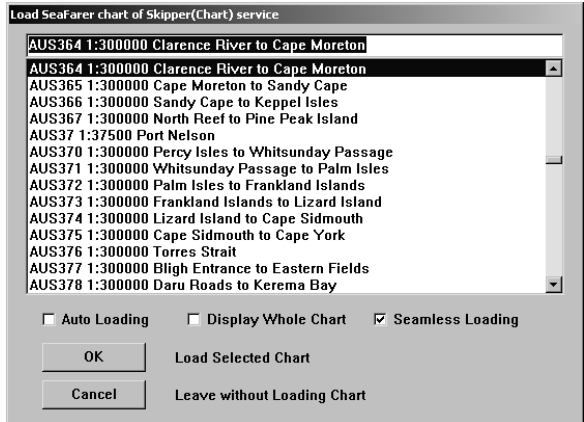 Load SeaFarer chart of Skipper(Chart) service
AUS364 1:300000 Clarence River to Cape Moreton
AUS364 1:300000 Clarence River to Cape Moreton
AUS365 1:300000 Cape Moreton to Sandy Cape
AUS366 1:300000 Sandy Cape to Keppel Isles
AUS367 1:300000 North Reef to Pine Peak Island
AUS37 1:37500 Port Nelson
AUS370 1:300000 Percy Isles to Whitsunday Passage
AUS371 1:300000 Whitsunday Passage to Palm Isles
AUS372 1:300000 Palm Isles to Frankland Islands
AUS373 1:300000 Frankland Islands to Lizard Island
AUS374 1:300000 Lizard Island to Cape Sidmouth
AUS375 1:300000 Cape Sidmouth to Cape York
AUS376 1:300000 Torres Strait
AUS377 1:300000 Bligh Entrance to Eastern Fields
AUS378 1:300000 Daru Roads to Kerema Bay
Auto Loading Display Whole Chart Seamless Loading
OK Load Selected Chart
Cancel Leave without Loading Chart